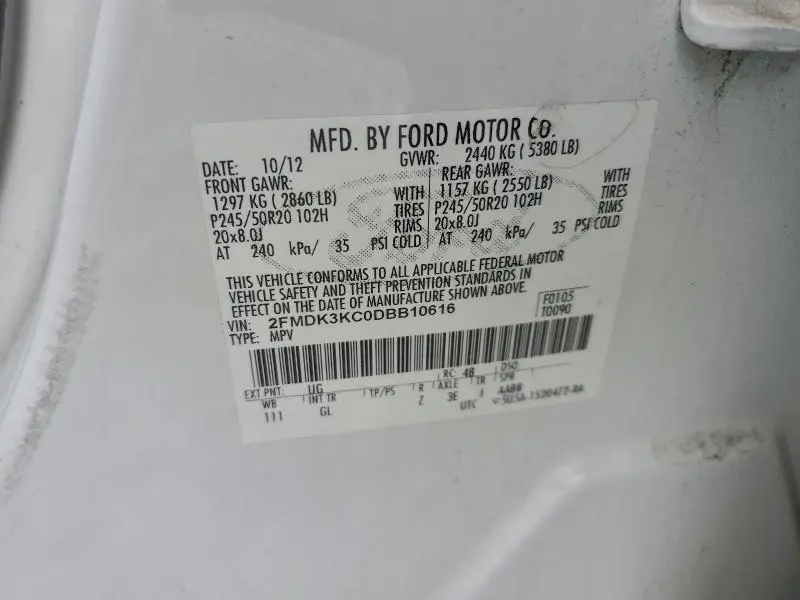 MFD. BY FORD MOTOR CO.
DATE: 10/12 GVWR: 2440 KG ( 5380 LB)
FRONT GAWR: REAR GAWR:
1297 KG ( 2860 LB) WITH 1157 KG ( 2550 LB) WITH
P245/50R20 102H TIRES P245/50R20 102H TIRES
20x8.0J RIMS 20x8.0J RIMS
AT 240 kPa/ 35 PSI COLD AT 240 kPa/ 35 PSI COLD
THIS VEHICLE CONFORMS TO ALL APPLICABLE FEDERAL MOTOR
VEHICLE SAFETY AND THEFT PREVENTION STANDARDS IN
EFFECT ON THE DATE OF MANUFACTURE SHOWN ABOVE.
VIN: 2FMDK3KC0DBB10616 F0105
TYPE: MPV T0090
EXT PNT: UG RC: 48 DSO:
WB INT TR TP/PS R AXLE TR SPR
111 GL 2 3E J AABB
UTC